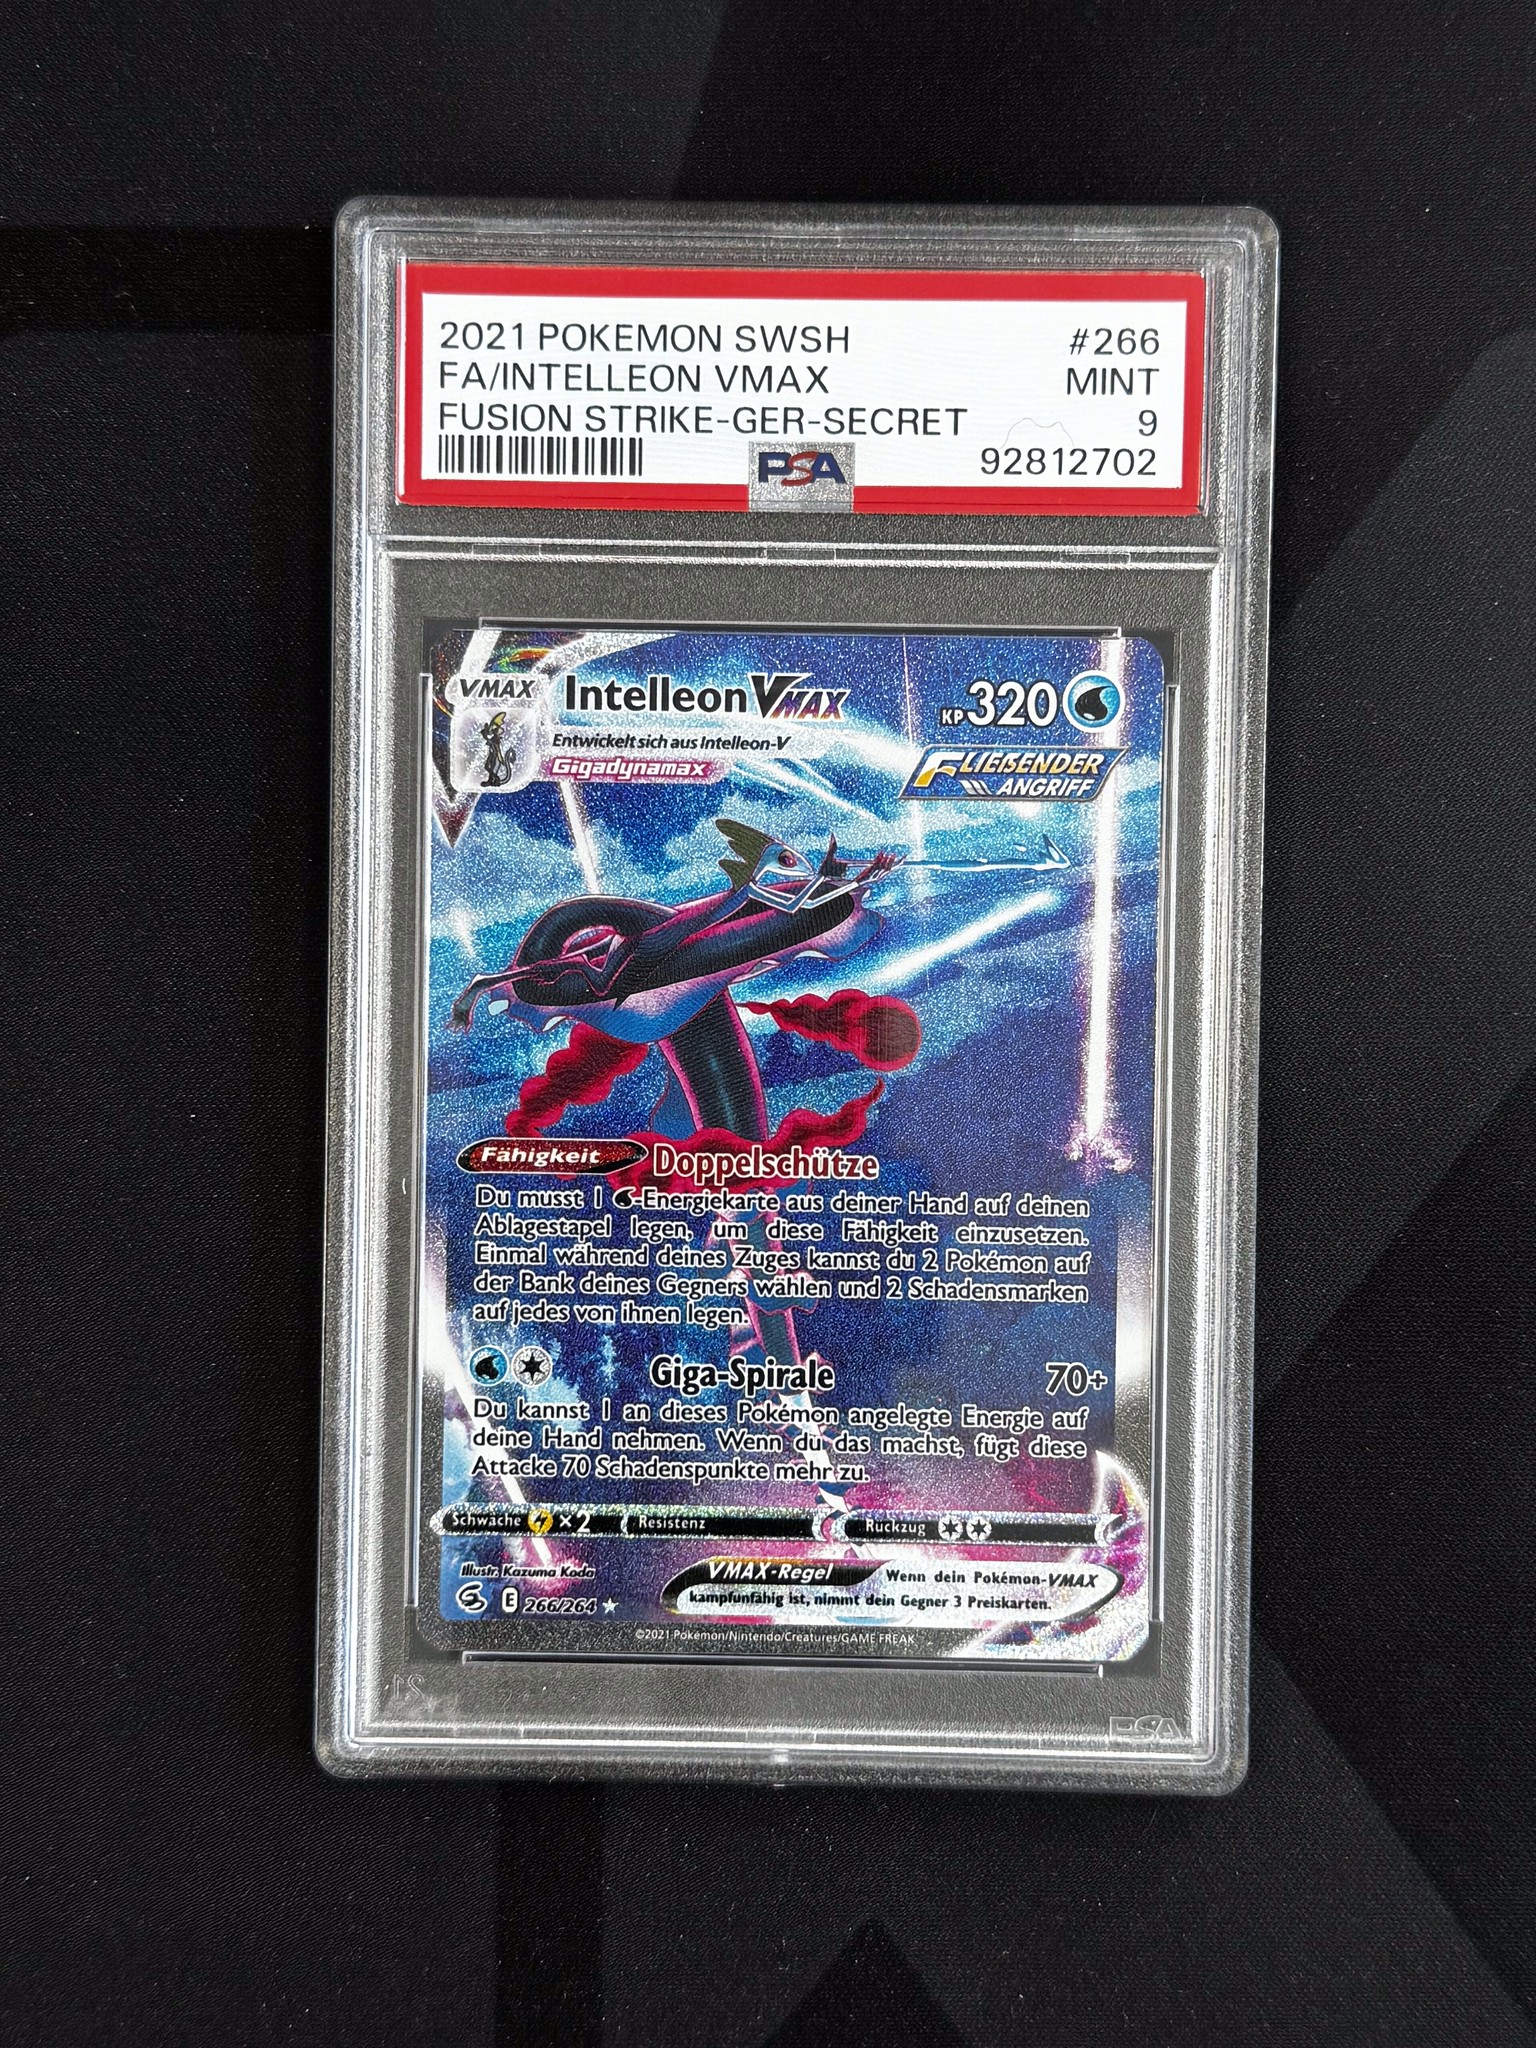 2021 POKEMON SWSH #266
FA/INTELLEON VMAX MINT
FUSION STRIKE-GER-SECRET 9
PSA 92812702
VMAX Intelleon VMAX KP 320
Entwickelt sich aus Intelleon-V
Gigadynamax
FLIEẞENDER
ANGRIFF
Fähigkeit Doppelschütze
Du musst 1 -Energiekarte aus deiner Hand auf deinen
Ablagestapel legen, um diese Fähigkeit einzusetzen.
Einmal während deines Zuges kannst du 2 Pokémon auf
der Bank deines Gegners wählen und 2 Schadensmarken
auf jedes von ihnen legen.
Giga-Spirale 70+
Du kannst 1 an dieses Pokémon angelegte Energie auf
deine Hand nehmen. Wenn du das machst, fügt diese
Attacke 70 Schadenspunkte mehr zu.
Schwäche ×2 Resistenz Rückzug
Illustr. Kazuma Koda
VMAX-Regel Wenn dein Pokémon-VMAX
kampfunfähig ist, nimmt dein Gegner 3 Preiskarten.
E 266/264
©2021 Pokémon/Nintendo/Creatures/GAME FREAK
PSA